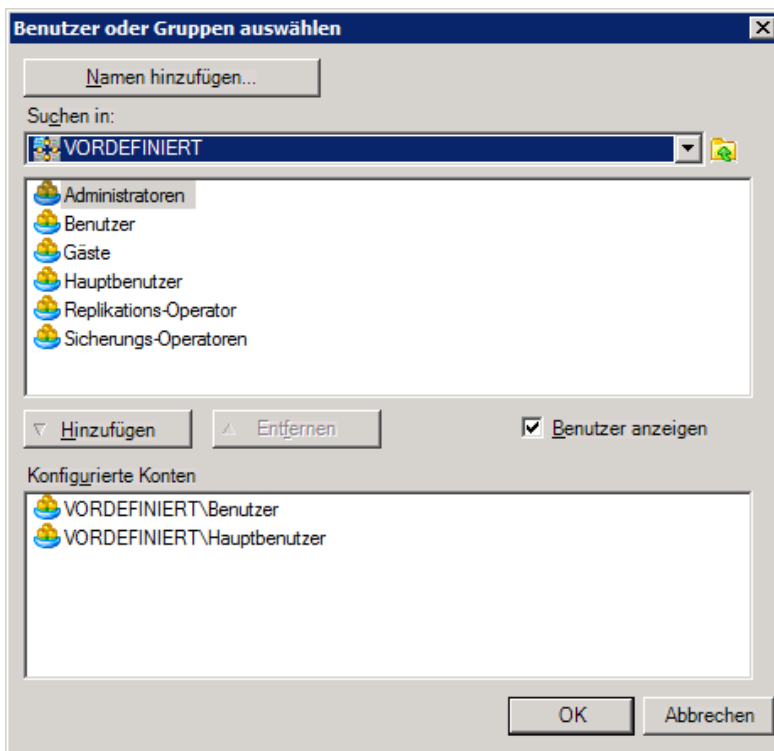 Benutzer oder Gruppen auswählen
Namen hinzufügen...
Suchen in:
VORDEFINIERT
Administratoren
Benutzer
Gäste
Hauptbenutzer
Replikations-Operator
Sicherungs-Operatoren
Hinzufügen Entfernen Benutzer anzeigen
Konfigurierte Konten
VORDEFINIERT\Benutzer
VORDEFINIERT\Hauptbenutzer
OK Abbrechen